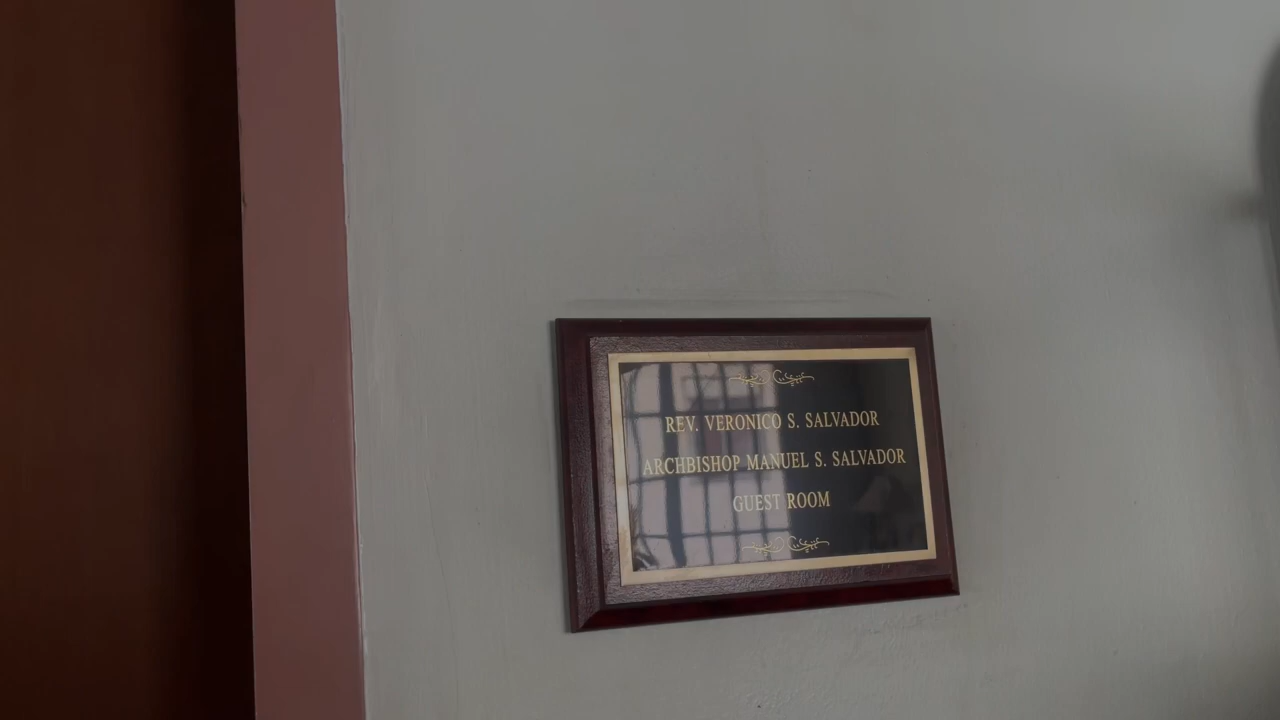 REV. VERONICO S. SALVADOR
ARCHBISHOP MANUEL S. SALVADOR
GUEST ROOM